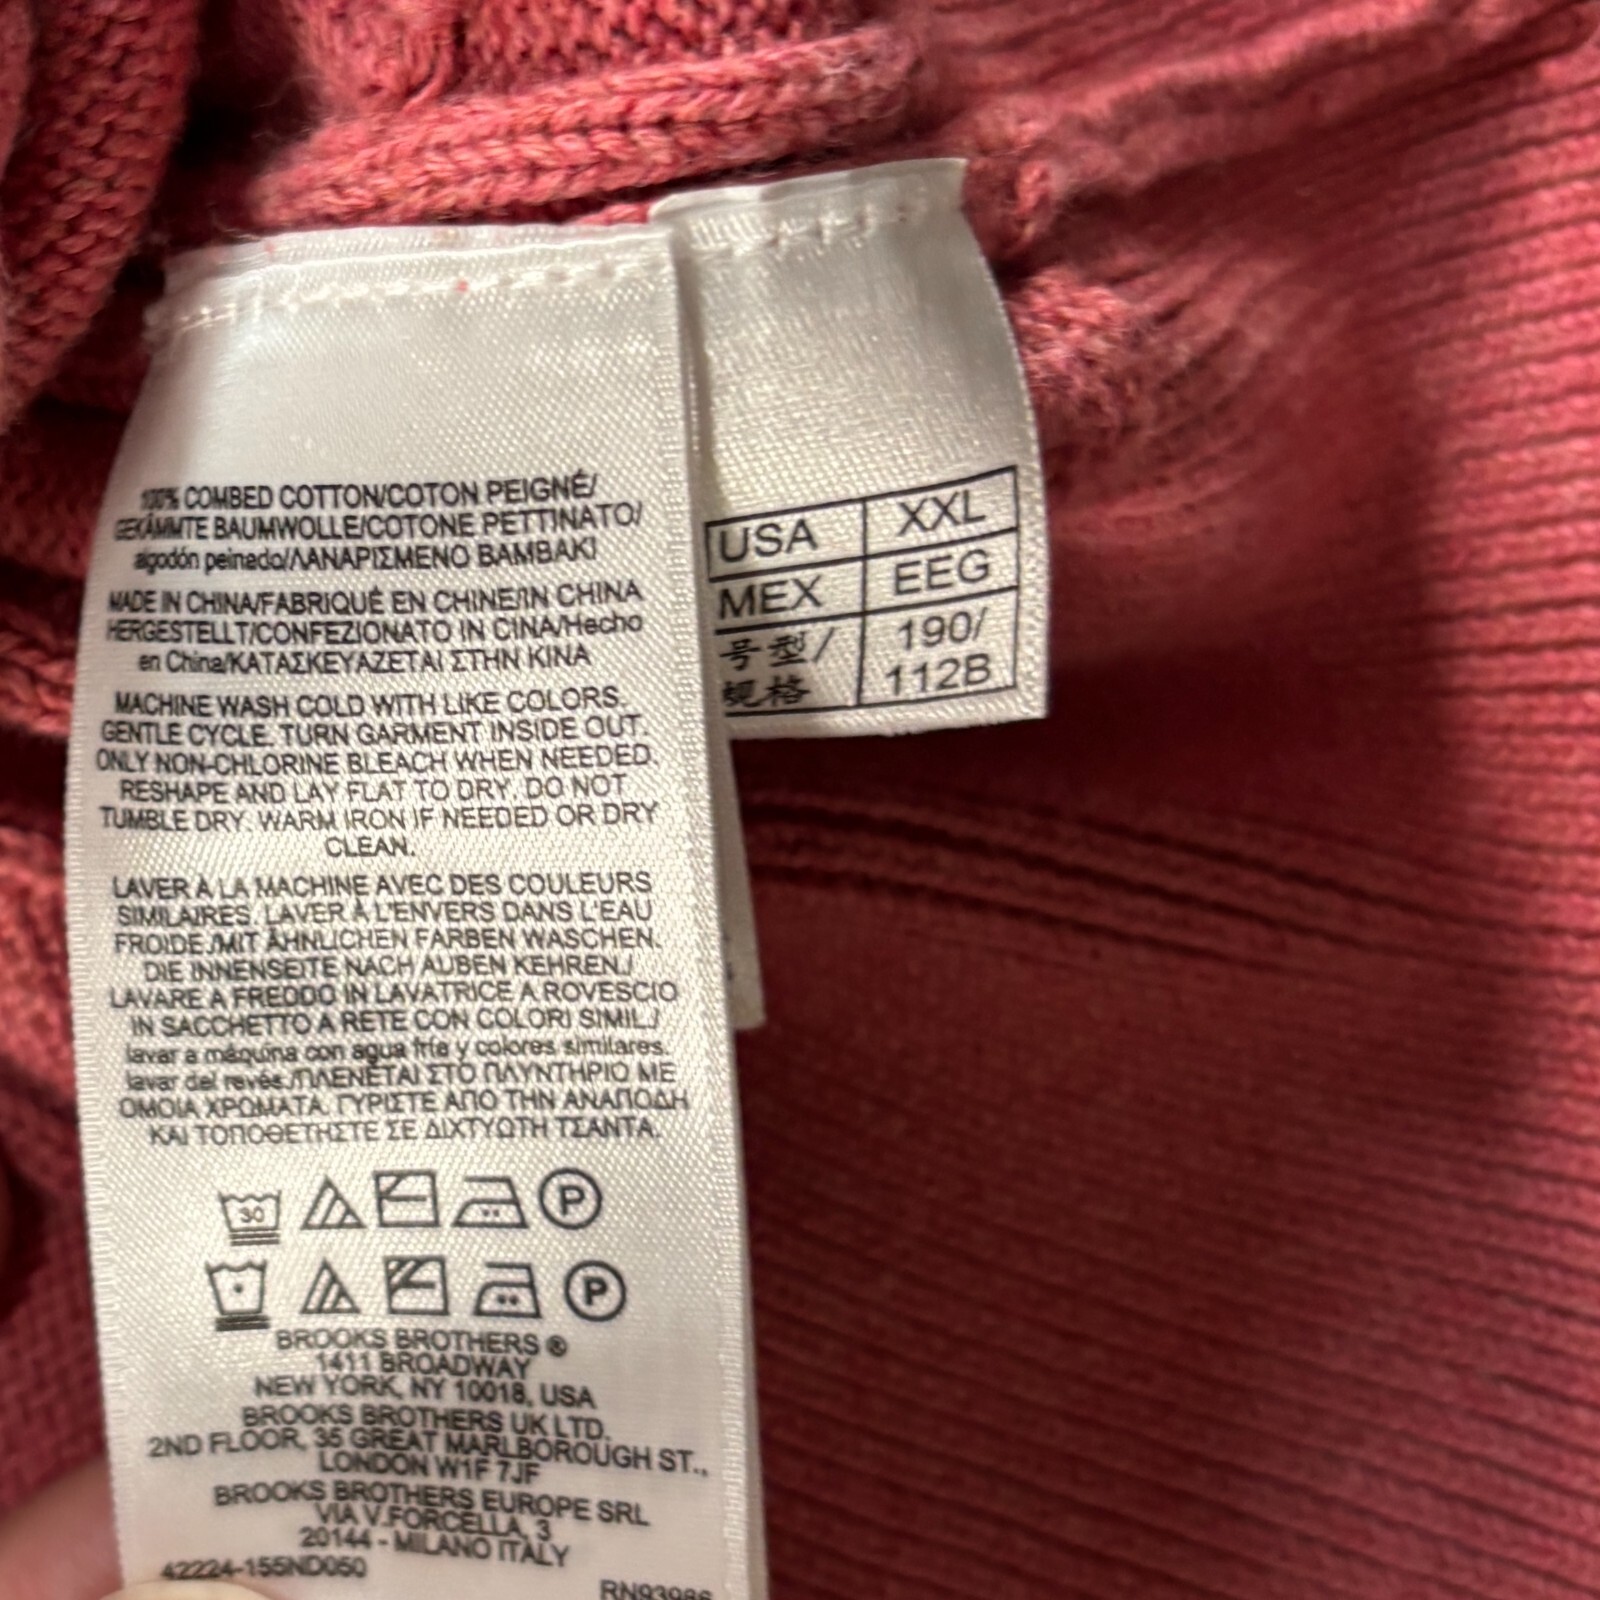 100% COMBED COTTON/COTON PEIGNÉ/
GEKÄMMTE BAUMWOLLE/COTONE PETTINATO/
algodón peinado/ΛΑΝΑΡΙΣΜΕΝΟ ΒΑΜΒΑΚΙ
MADE IN CHINA/FABRIQUÉ EN CHINE/IN CHINA
HERGESTELLT/CONFEZIONATO IN CINA/Hecho
en China/ΚΑΤΑΣΚΕΥΑΖΕΤΑΙ ΣΤΗΝ ΚΙΝΑ
MACHINE WASH COLD WITH LIKE COLORS.
GENTLE CYCLE. TURN GARMENT INSIDE OUT.
ONLY NON-CHLORINE BLEACH WHEN NEEDED.
RESHAPE AND LAY FLAT TO DRY. DO NOT
TUMBLE DRY. WARM IRON IF NEEDED OR DRY
CLEAN.
LAVER A LA MACHINE AVEC DES COULEURS
SIMILAIRES. LAVER À L'ENVERS DANS L'EAU
FROIDE./MIT ÄHNLICHEN FARBEN WASCHEN.
DIE INNENSEITE NACH AUBEN KEHREN./
LAVARE A FREDDO IN LAVATRICE A ROVESCIO
IN SACCHETTO A RETE CON COLORI SIMIL./
lavar a máquina con agua fría y colores similares.
lavar del revés./ΠΛΕΝΕΤΑΙ ΣΤΟ ΠΛΥΝΤΗΡΙΟ ΜΕ
ΟΜΟΙΑ ΧΡΩΜΑΤΑ. ΓΥΡΙΣΤΕ ΑΠΟ ΤΗΝ ΑΝΑΠΟΔΗ
ΚΑΙ ΤΟΠΟΘΕΤΗΣΤΕ ΣΕ ΔΙΧΤΥΩΤΗ ΤΣΑΝΤΑ.
30 P
P
BROOKS BROTHERS ®
1411 BROADWAY
NEW YORK, NY 10018, USA
BROOKS BROTHERS UK LTD.
2ND FLOOR, 35 GREAT MARLBOROUGH ST.,
LONDON W1F 7JF
BROOKS BROTHERS EUROPE SRL
VIA V.FORCELLA, 3
20144 - MILANO ITALY
42224-155ND050
RN93986
USA XXL
MEX EEG
号型/ 190/
规格 112B